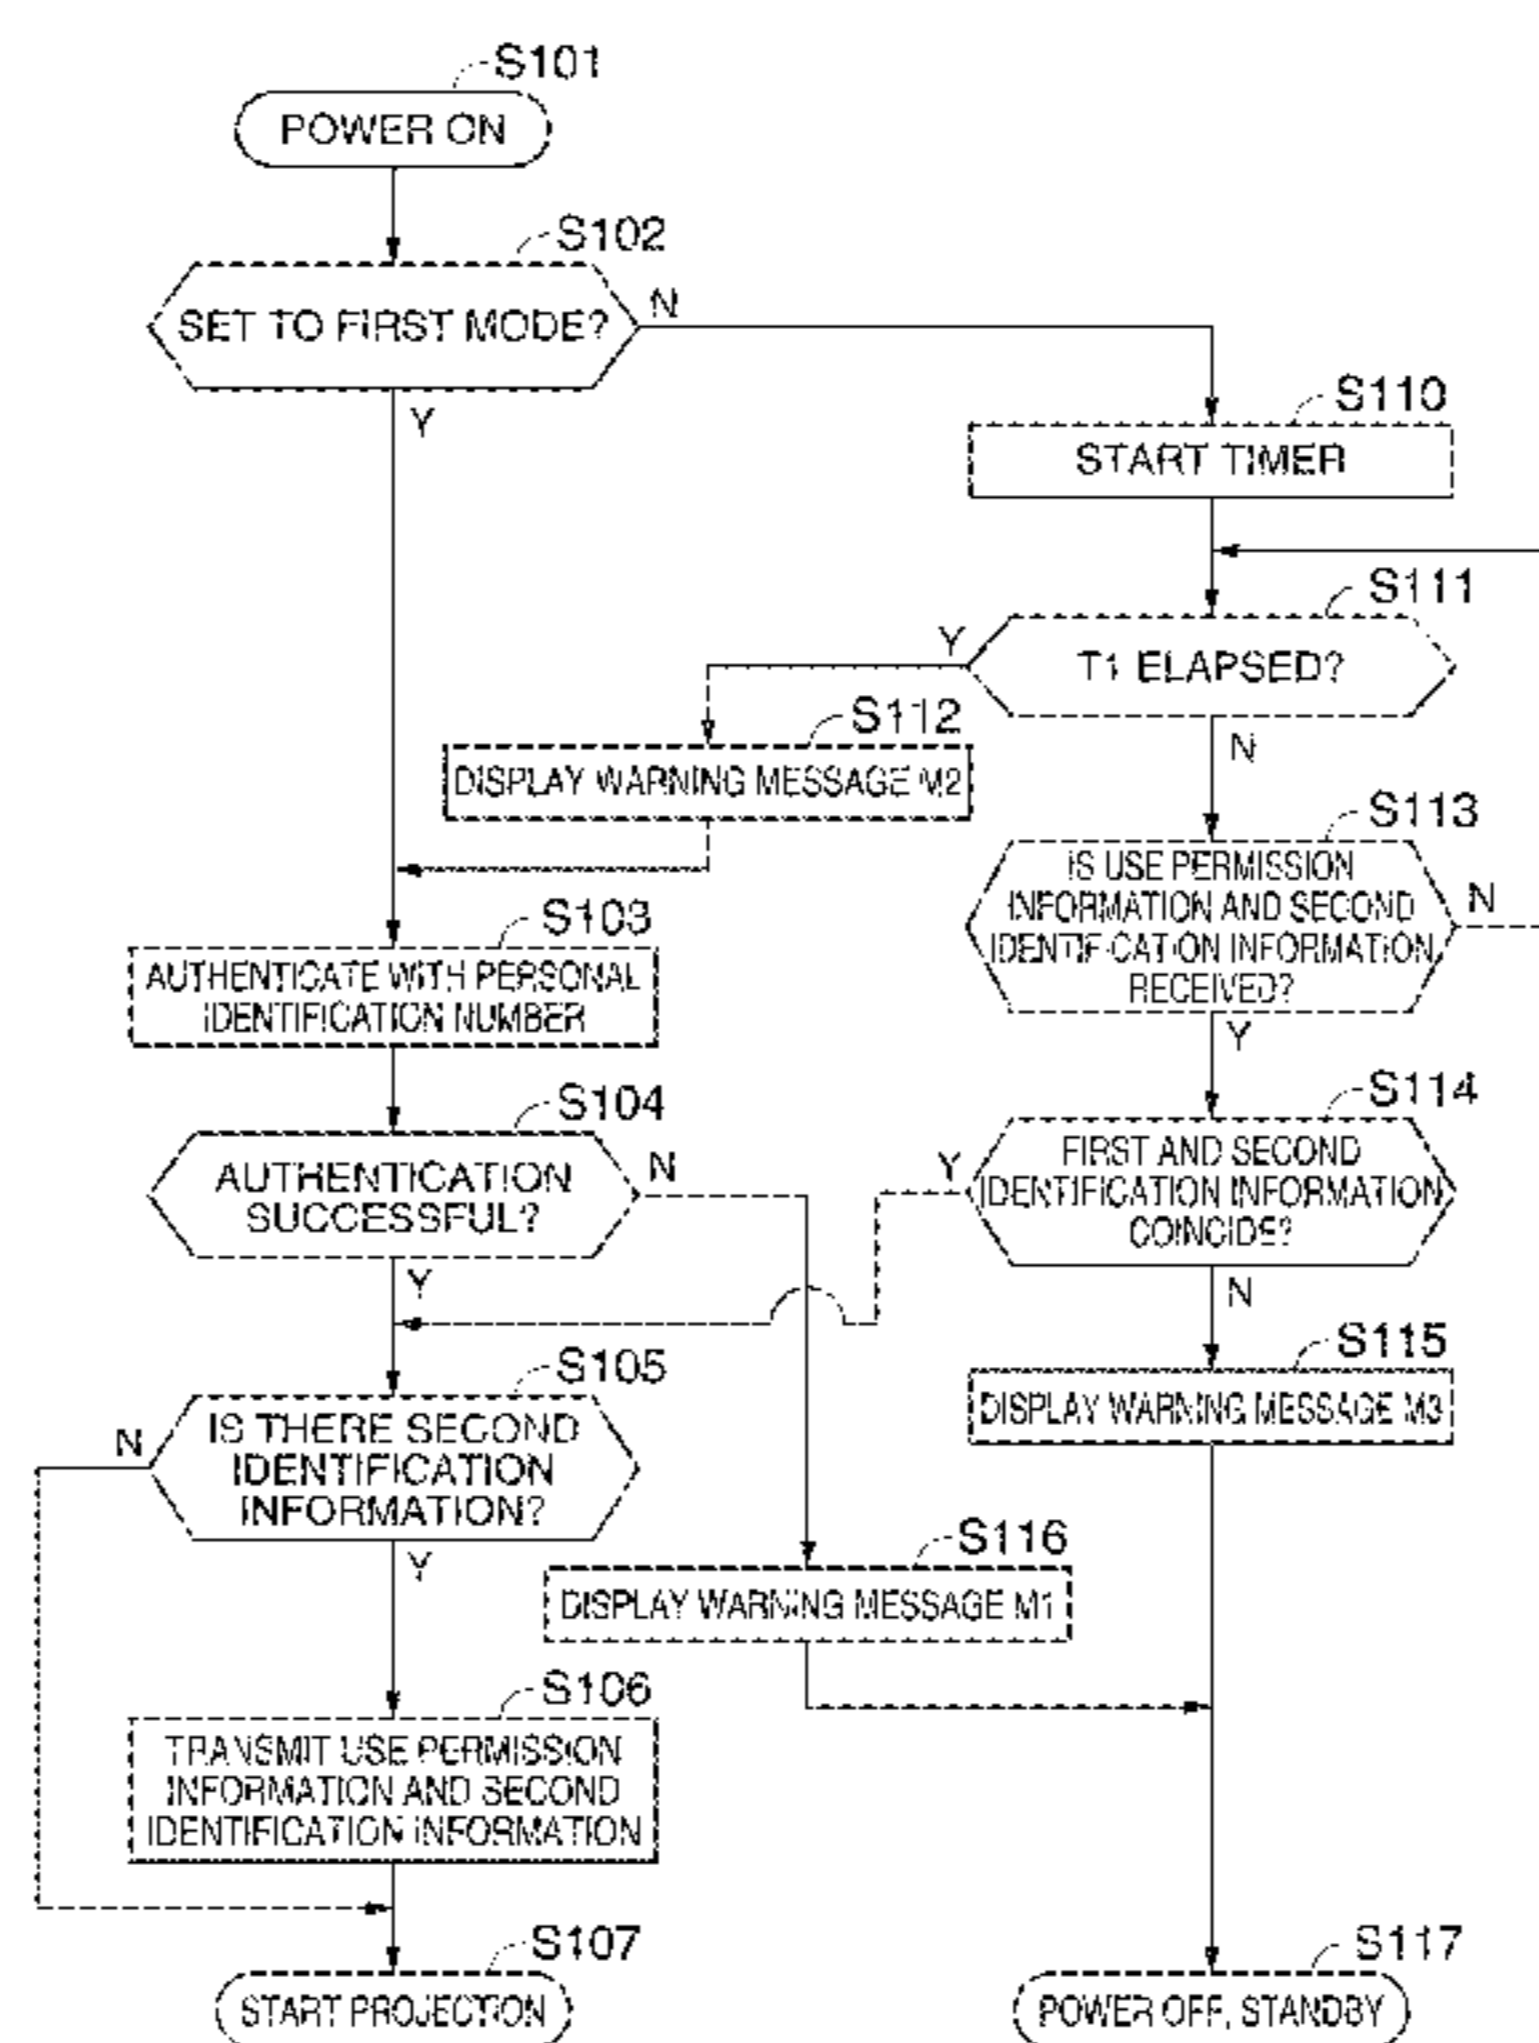 S101
POWER ON
S102
SET TO FIRST MODE?
N
Y
S110
START TIMER
S111
T1 ELAPSED?
Y
N
S112
DISPLAY WARNING MESSAGE M2
S113
IS USE PERMISSION
INFORMATION AND SECOND
IDENTIFICATION INFORMATION
RECEIVED?
N
Y
S103
AUTHENTICATE WITH PERSONAL
IDENTIFICATION NUMBER
S104
AUTHENTICATION
SUCCESSFUL?
N
Y
S114
FIRST AND SECOND
IDENTIFICATION INFORMATION
COINCIDE?
Y
N
S105
IS THERE SECOND
IDENTIFICATION
INFORMATION?
N
Y
S115
DISPLAY WARNING MESSAGE M3
S116
DISPLAY WARNING MESSAGE M1
S106
TRANSMIT USE PERMISSION
INFORMATION AND SECOND
IDENTIFICATION INFORMATION
S107
START PROJECTION
S117
POWER OFF, STANDBY